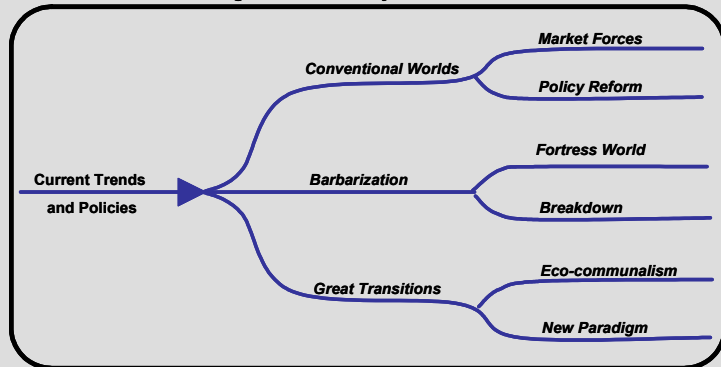 Market Forces
Conventional Worlds
Policy Reform
Fortress World
Current Trends
and Policies
Barbarization
Breakdown
Eco-communalism
Great Transitions
New Paradigm